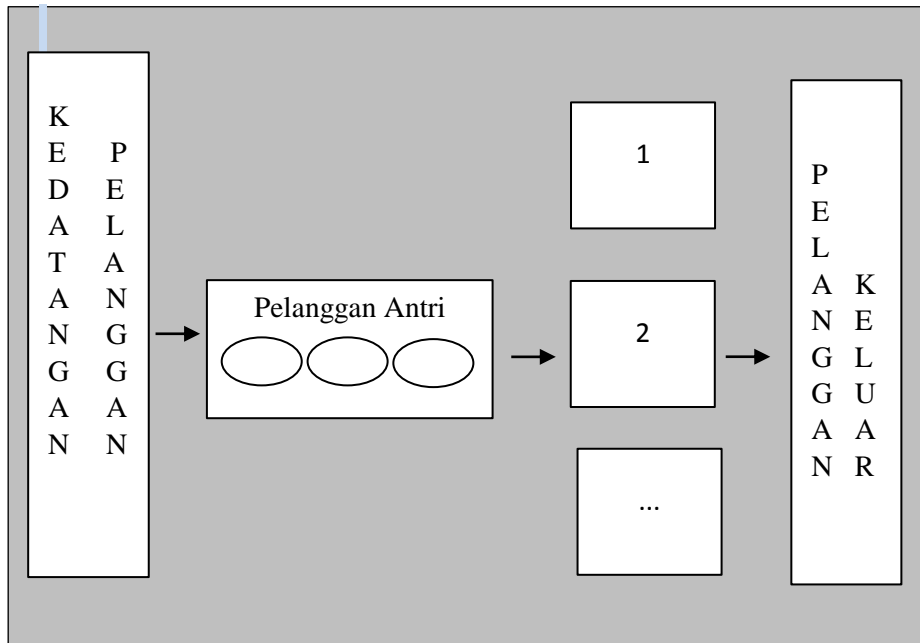 KEDATANGAN
PELANGGAN
Pelanggan Antri
1
2
...
PELANGGAN
KELUAR